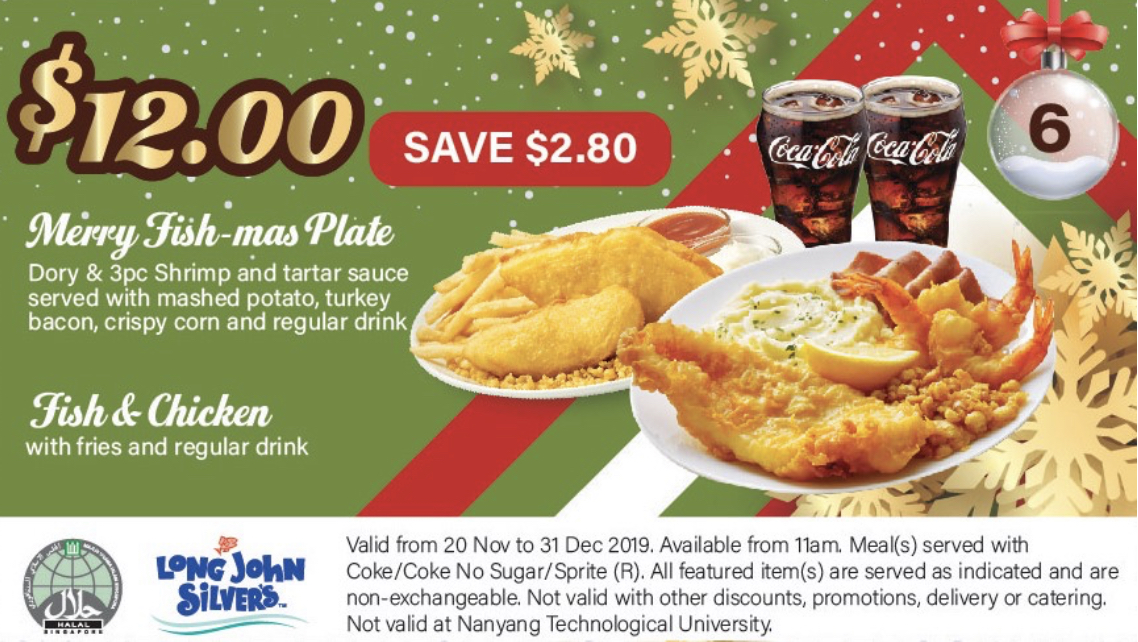 $12.00
SAVE $2.80
6
Coca-Cola
Coca-Cola
Merry Fish-mas Plate
Dory & 3pc Shrimp and tartar sauce
served with mashed potato, turkey
bacon, crispy corn and regular drink
Fish & Chicken
with fries and regular drink
حلال
HALAL
SINGAPORE
LONG JOHN
SILVER'S™
Valid from 20 Nov to 31 Dec 2019. Available from 11am. Meal(s) served with
Coke/Coke No Sugar/Sprite (R). All featured item(s) are served as indicated and are
non-exchangeable. Not valid with other discounts, promotions, delivery or catering.
Not valid at Nanyang Technological University.